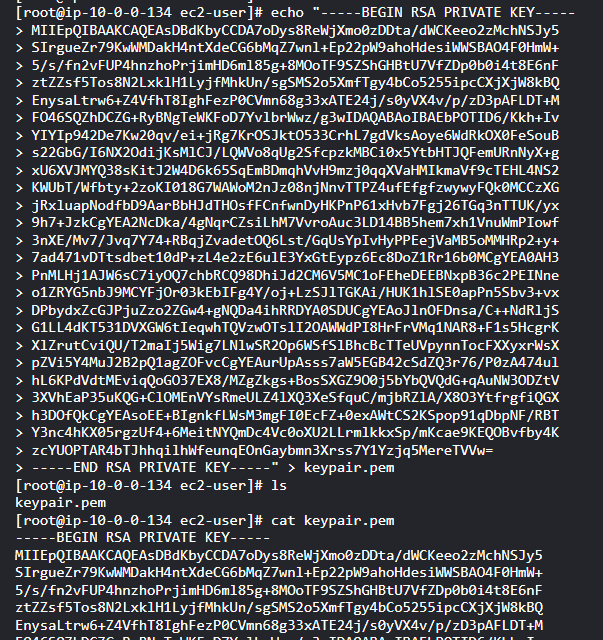 [root@ip-10-0-0-134 ec2-user]# echo "-----BEGIN RSA PRIVATE KEY-----
> MIIEpQIBAAKCAQEAsDBdKbyCCDA7oDys8ReWjXmo0zDDta/dWCKeeo2zMchNSJy5
> SIrgueZr79KwWMDakH4ntXdeCG6bMqZ7wnl+Ep22pW9ahoHdesiWWSBAO4F0HmW+
> 5/s/fn2vFUP4hnzhoPrjimHD6ml85g+8MOoTF9SZShGHBtU7VfZDp0b0i4t8E6nF
> ztZZsf5Tos8N2LxklH1LyjfMhkUn/sgSMS2o5XmfTgy4bCo5255ipcCXjXjW8kBQ
> EnysaLtrw6+Z4VfhT8IghFezP0CVmn68g33xATE24j/s0yVX4v/p/zD3pAFLDT+M
> FO46SQZhDCZG+RyBNgTeWKFoD7YvlbrWwz/g3wIDAQABAoIBAEbPOTID6/Kkh+Iv
> YIYIp942De7Kw20qv/ei+jRg7KrOSJktO533CrhL7gdVksAoye6WdRkOX0FeSouB
> s22GbG/I6NX2OdijKsMlCJ/LQWVo8qUg2SfcpzkMBCi0x5YtbHTJQFemURnNyX+g
> xU6XVJMYQ38sKitJ2W4D6k65SqEmBDmqhVvH9mzj0qqXVaHMIkmaVf9cTEHL4NS2
> KWUbT/Wfbty+2zoKI018G7WAWoM2nJz08njNnvTTPZ4ufEfgfzwywyFQk0MCCzXG
> jRxluapNodfbD9AarBbHJdTHOsfFCnfwnDyHKPnP61xHvb7Fgj26TGq3nTTUK/yx
> 9h7+JzkCgYEA2NcDka/4gNqrCZsiLhM7VvroAuc3LD14BB5hem7xh1VnuWmPIowf
> 3nXE/Mv7/Jvq7Y74+RBqjZvadetOQ6Lst/GqUsYpIvHyPPEejVaMB5oMMHRp2+y+
> 7ad471vDTtsdbet10dP+zL4e2zE6ulE3YxGtEypz6Ec8DoZ1Rr16b0MCgYEA0AH3
> PnMLHj1AJW6sC7iyOQ7chbRCQ98DhiJd2CM6V5MC1oFEheDEEBNxpB36c2PEINne
> o1ZRYG5nbJ9MCYFjOr03kEbIFg4Y/oj+LzSJlTGKAi/HUK1hlSE0apPn5Sbv3+vx
> DPbydxZcGJPjuZzo2ZGw4+gNQDa4ihRRDYA0SDUCgYEAoJlnOFDnsa/C++NdRljS
> G1LL4dKT531DVXGW6tIeqwhTQVzwOTslI2OAWWdPI8HrFrVMq1NAR8+F1s5HcgrK
> XlZrutCviQU/T2maIj5Wig7LNlwSR2Op6WSfSlBhcBcTTeUVpynnTocFXXyxrWsX
> pZVi5Y4MuJ2B2pQ1agZOFvcCgYEAurUpAsss7aW5EGB42cSdZQ3r76/P0zA474ul
> hL6KPdVdtMEviqQoGO37EX8/MZgZkgs+BosSXGZ9O0j5bYbQVQdG+qAuNW3ODZtV
> 3XVhEaP35uKQG+ClOMEnVYsRmeULZ4lXQ3XeSfquC/mjbRZlA/X8O3YtfrgfiQGX
> h3DOfQkCgYEAsoEE+BIgnkfLWsM3mgFI0EcFZ+0exAWtCS2KSpop91qDbpNF/RBT
> Y3nc4hKX05rgzUf4+6MeitNYQmDc4Vc0oXU2LLrmlkkxSp/mKcae9KEQOBvfby4K
> zcYUOPTAR4bTJhhqilhWfeunqEOnGaybmn3Xrss7Y1Yzjq5MereTVVw=
> -----END RSA PRIVATE KEY-----" > keypair.pem
[root@ip-10-0-0-134 ec2-user]# ls
keypair.pem
[root@ip-10-0-0-134 ec2-user]# cat keypair.pem
-----BEGIN RSA PRIVATE KEY-----
MIIEpQIBAAKCAQEAsDBdKbyCCDA7oDys8ReWjXmo0zDDta/dWCKeeo2zMchNSJy5
SIrgueZr79KwWMDakH4ntXdeCG6bMqZ7wnl+Ep22pW9ahoHdesiWWSBAO4F0HmW+
5/s/fn2vFUP4hnzhoPrjimHD6ml85g+8MOoTF9SZShGHBtU7VfZDp0b0i4t8E6nF
ztZZsf5Tos8N2LxklH1LyjfMhkUn/sgSMS2o5XmfTgy4bCo5255ipcCXjXjW8kBQ
EnysaLtrw6+Z4VfhT8IghFezP0CVmn68g33xATE24j/s0yVX4v/p/zD3pAFLDT+M